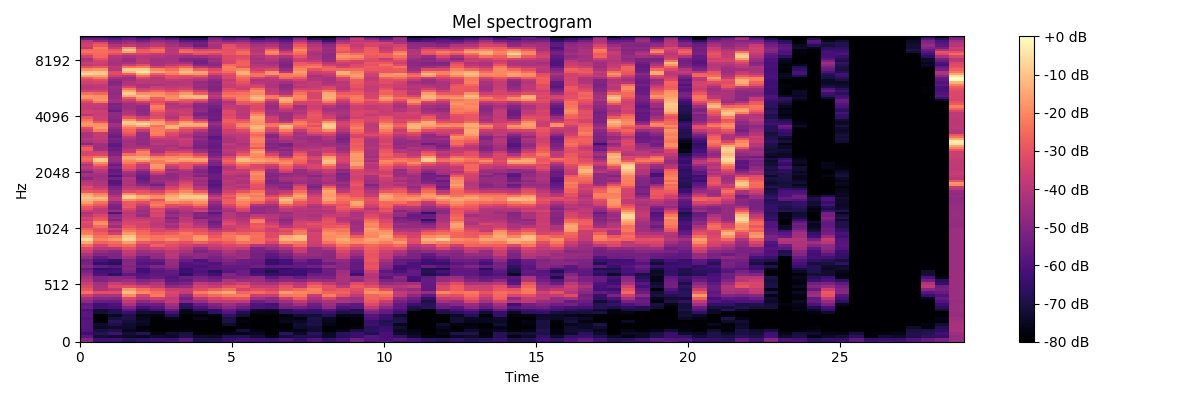 Mel spectrogram
8192
4096
2048
1024
512
0
Hz
0 5 10 15 20 25
Time
+0 dB
-10 dB
-20 dB
-30 dB
-40 dB
-50 dB
-60 dB
-70 dB
-80 dB